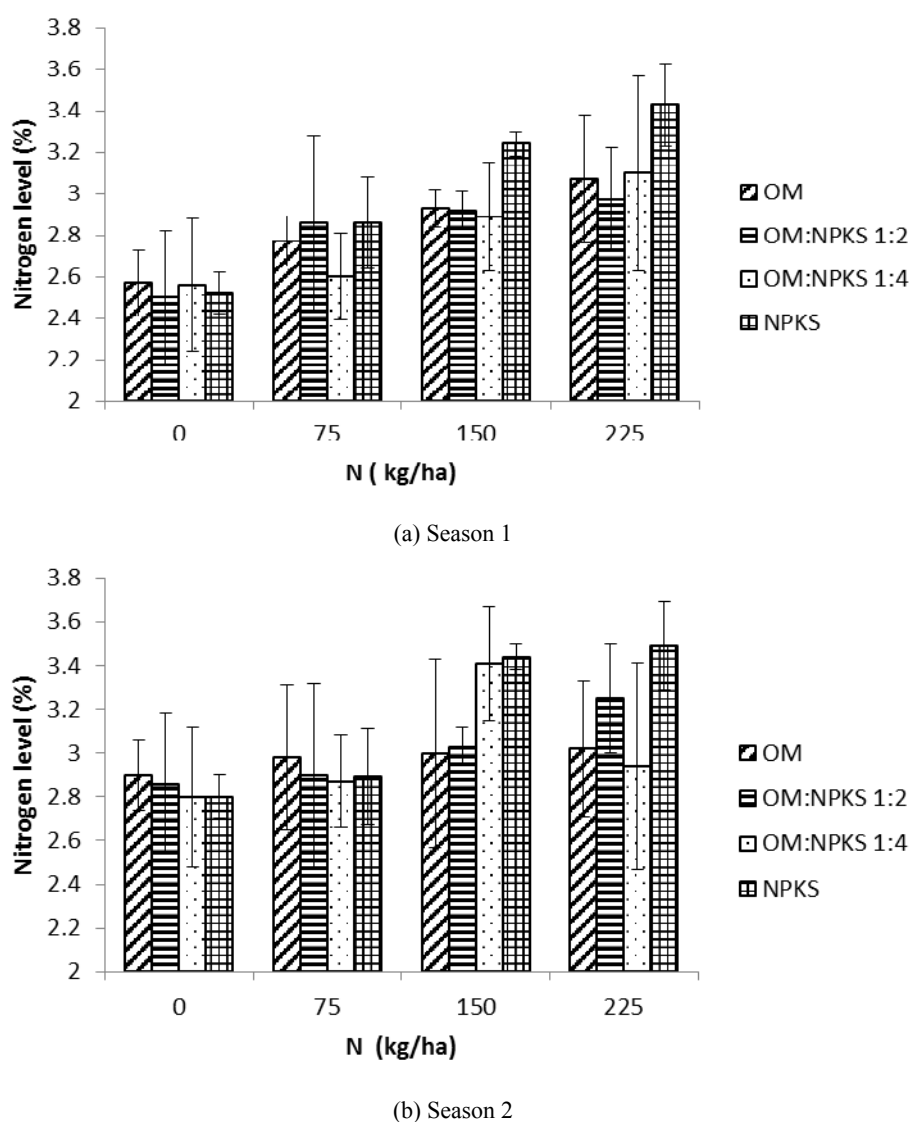 3.8
3.6
3.4
3.2
3
2.8
2.6
2.4
2.2
2
Nitrogen level (%)
0 75 150 225
N ( kg/ha)
OM
OM:NPKS 1:2
OM:NPKS 1:4
NPKS
(a) Season 1
3.8
3.6
3.4
3.2
3
2.8
2.6
2.4
2.2
2
Nitrogen level (%)
0 75 150 225
N (kg/ha)
OM
OM:NPKS 1:2
OM:NPKS 1:4
NPKS
(b) Season 2